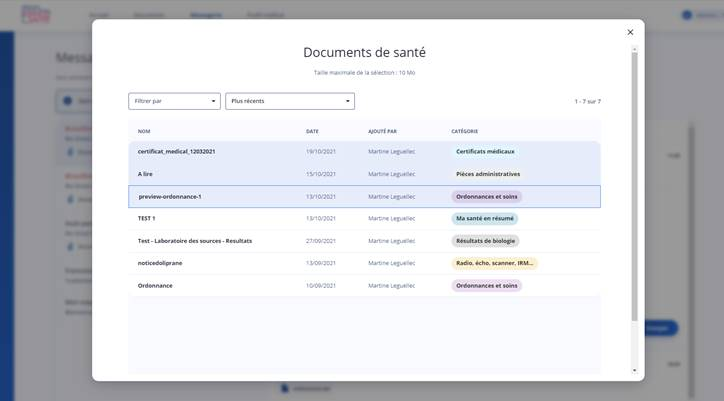 Documents de santé
Taille maximale de la sélection : 10 Mo
Filtrer par Plus récents 1 - 7 sur 7
NOM DATE AJOUTÉ PAR CATÉGORIE
certificat_medical_12032021 19/10/2021 Martine Leguellec Certificats médicaux
A lire 15/10/2021 Martine Leguellec Pièces administratives
preview-ordonnance-1 13/10/2021 Martine Leguellec Ordonnances et soins
TEST 1 13/10/2021 Martine Leguellec Ma santé en résumé
Test - Laboratoire des sources - Resultats 27/09/2021 Martine Leguellec Résultats de biologie
noticedoliprane 13/09/2021 Martine Leguellec Radio, écho, scanner, IRM...
Ordonnance 10/09/2021 Martine Leguellec Ordonnances et soins